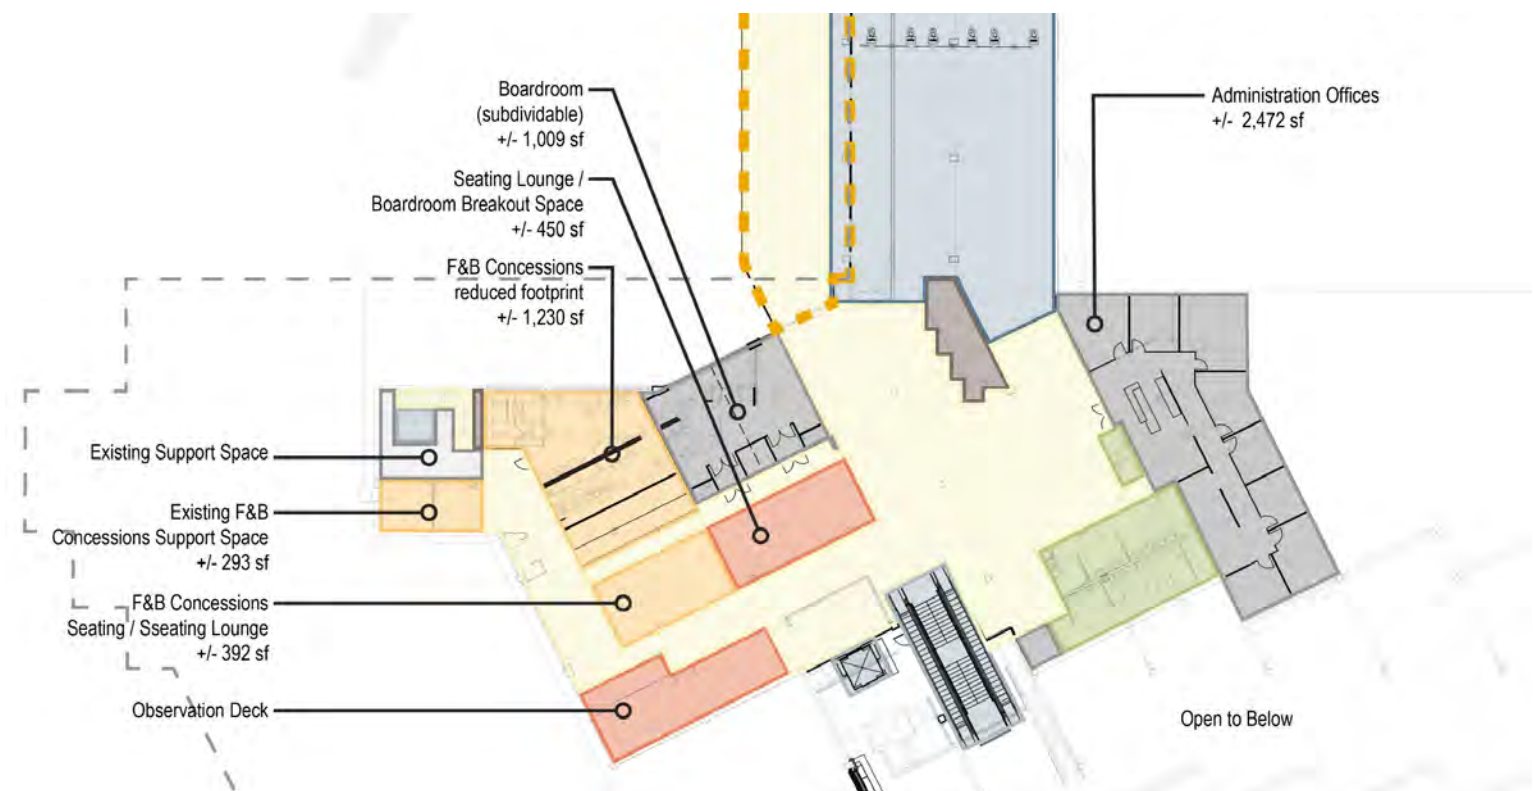 Boardroom
(subdividable)
+/- 1,009 sf
Seating Lounge /
Boardroom Breakout Space
+/- 450 sf
F&B Concessions
reduced footprint
+/- 1,230 sf
Existing Support Space
Existing F&B
Concessions Support Space
+/- 293 sf
F&B Concessions
Seating / Sseating Lounge
+/- 392 sf
Observation Deck
Administration Offices
+/- 2,472 sf
Open to Below